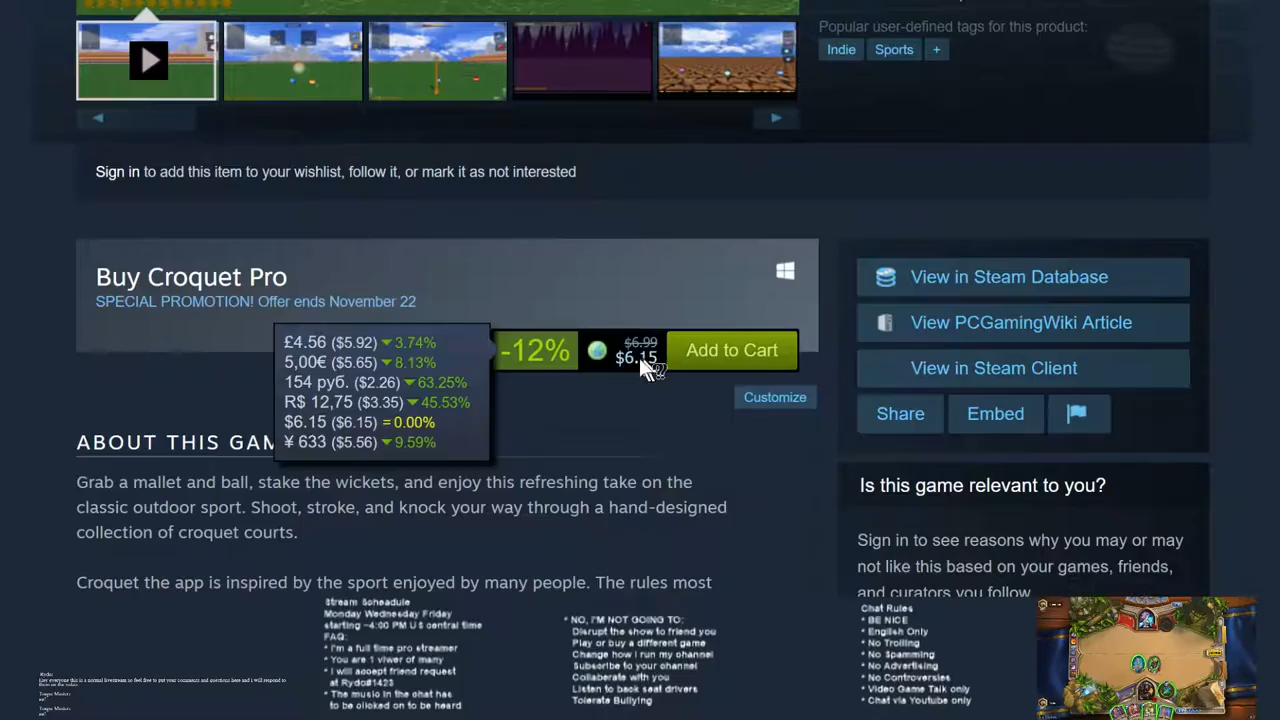 Popular user-defined tags for this product:
Indie Sports +
Sign in to add this item to your wishlist, follow it, or mark it as not interested
Buy Croquet Pro
SPECIAL PROMOTION! Offer ends November 22
-12% $6.99 $6.15 Add to Cart
£4.56 ($5.92) 3.74%
5,00€ ($5.65) 8.13%
154 pуб. ($2.26) 63.25%
R$ 12,75 ($3.35) 45.53%
$6.15 ($6.15) = 0.00%
¥ 633 ($5.56) 9.59%
Customize
View in Steam Database
View PCGamingWiki Article
View in Steam Client
Share Embed
ABOUT THIS GAM
Grab a mallet and ball, stake the wickets, and enjoy this refreshing take on the
classic outdoor sport. Shoot, stroke, and knock your way through a hand-designed
collection of croquet courts.
Croquet the app is inspired by the sport enjoyed by many people. The rules most
Is this game relevant to you?
Sign in to see reasons why you may or may
not like this based on your games, friends,
and curators you follow
Stream Scheadule
Monday Wednesday Friday
starting ~4:00 PM US central time
FAQ:
* I'm a full time pro streamer
* You are 1 viwer of many
* I will accept friend request
at Rydo#1423
* The music in the chat has
to be clicked on to be heard
* NO, I'M NOT GOING TO:
Disrupt the show to friend you
Play or buy a different game
Change how I run my channel
Subscribe to your channel
Collaborate with you
Listen to back seat drivers
Tolerate Bullying
Chat Rules
* BE NICE
* English Only
* No Trolling
* No Spamming
* No Advertising
* No Controversies
* Video Game Talk only
* Chat via Youtube only